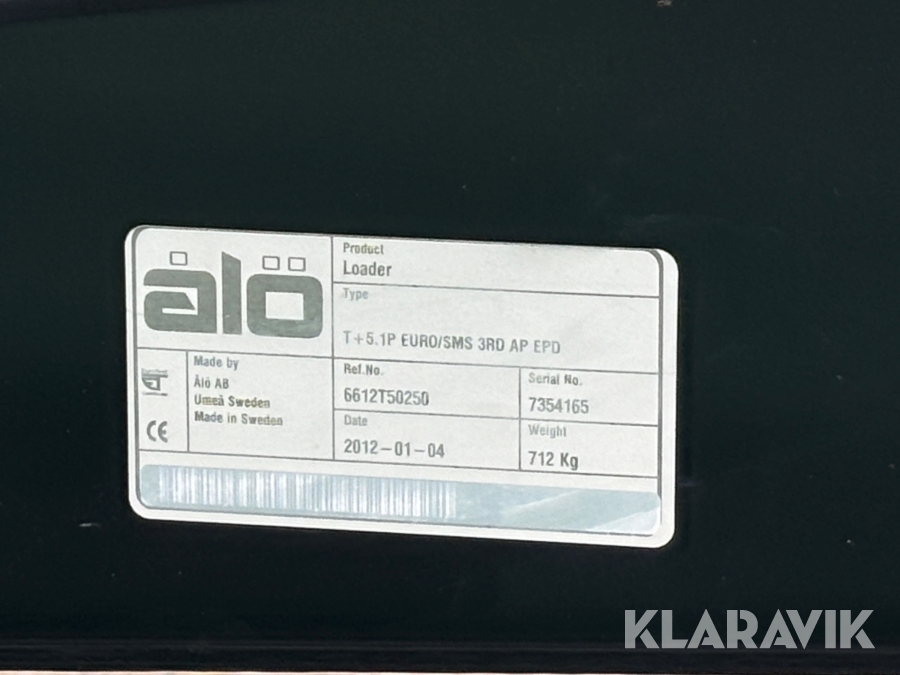 ålö
Product
Loader
Type
T+5.1P EURO/SMS 3RD AP EPD
Made by
Ålö AB
Umeå Sweden
Made in Sweden
CE
Ref.No.
6612T50250
Serial No.
7354165
Date
2012-01-04
Weight
712 Kg
KLARAVIK